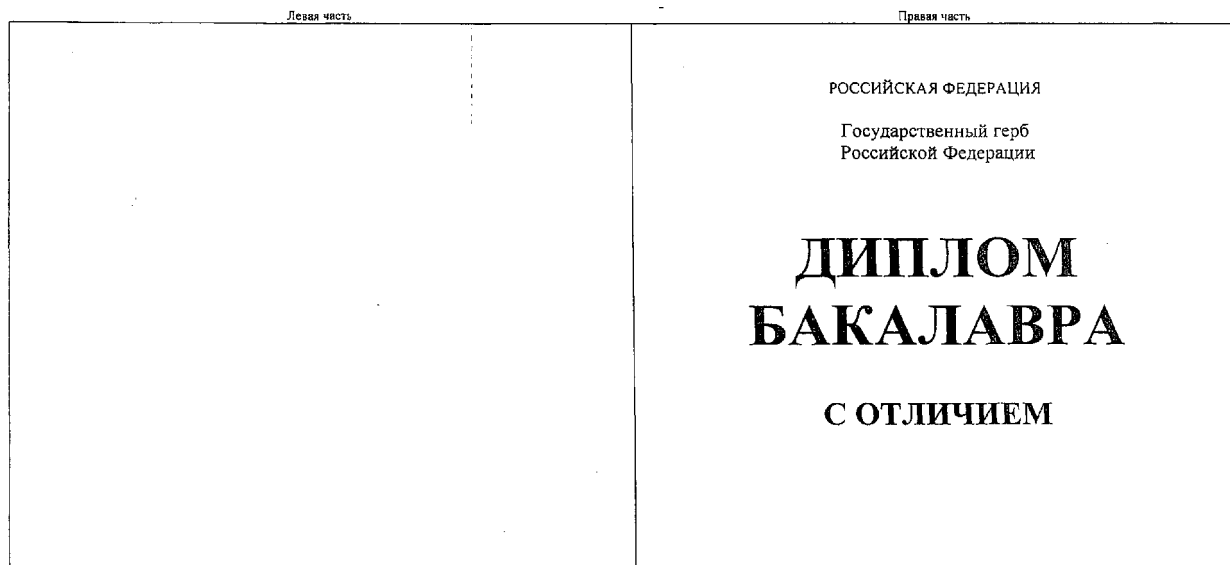 Левая часть
Правая часть
РОССИЙСКАЯ ФЕДЕРАЦИЯ
Государственный герб
Российской Федерации
ДИПЛОМ
БАКАЛАВРА
С ОТЛИЧИЕМ